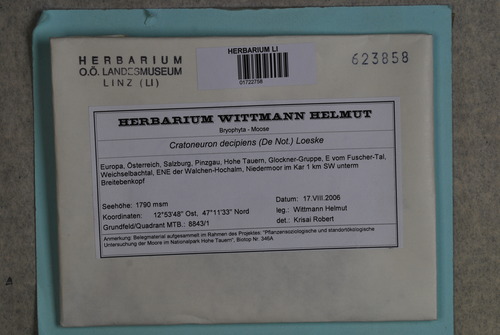 HERBARIUM
O.Ö. LANDESMUSEUM
LINZ (LI)
HERBARIUM LI
01722758
623858
HERBARIUM WITTMANN HELMUT
Bryophyta - Moose
Cratoneuron decipiens (De Not.) Loeske
Europa, Österreich, Salzburg, Pinzgau, Hohe Tauern, Glockner-Gruppe, E vom Fuscher-Tal,
Weichselbachtal, ENE der Walchen-Hochalm, Niedermoor im Kar 1 km SW unterm
Breitebenkopf
Seehöhe: 1790 msm
Koordinaten: 12°53'48" Ost, 47°11'33" Nord
Grundfeld/Quadrant MTB.: 8843/1
Datum: 17.VIII.2006
leg.: Wittmann Helmut
det.: Krisai Robert
Anmerkung: Belegmaterial aufgesammelt im Rahmen des Projektes: "Pflanzensoziologische und standortökologische
Untersuchung der Moore im Nationalpark Hohe Tauern", Biotop Nr. 346A